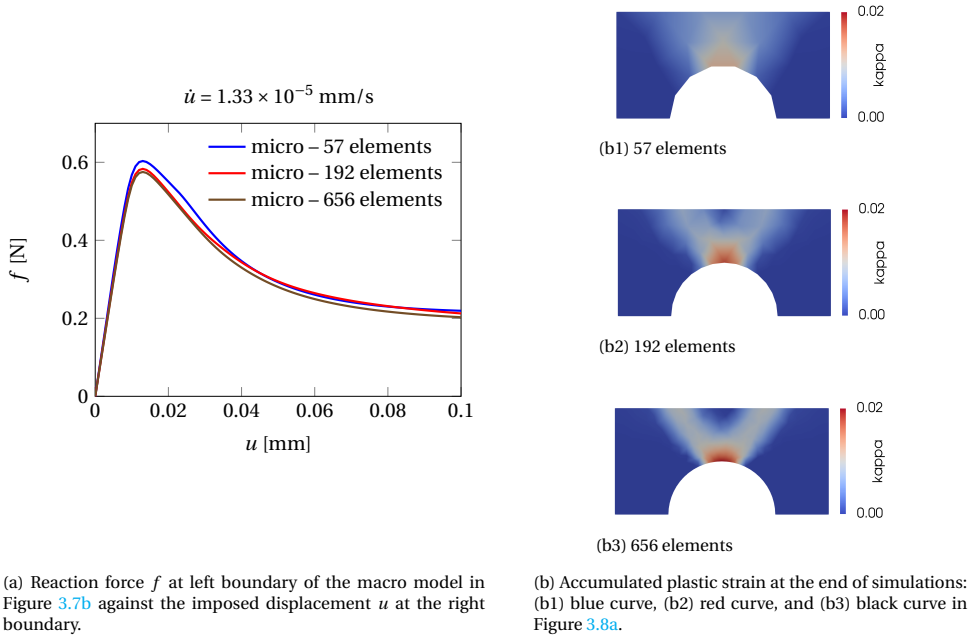 u̇ = 1.33 × 10⁻⁵ mm/s
micro – 57 elements
micro – 192 elements
micro – 656 elements
f [N]
0.6
0.4
0.2
0
0 0.02 0.04 0.06 0.08 0.1
u [mm]
(a) Reaction force f at left boundary of the macro model in
Figure 3.7b against the imposed displacement u at the right
boundary.
0.02
kappa
0.00
(b1) 57 elements
0.02
kappa
0.00
(b2) 192 elements
0.02
kappa
0.00
(b3) 656 elements
(b) Accumulated plastic strain at the end of simulations:
(b1) blue curve, (b2) red curve, and (b3) black curve in
Figure 3.8a.